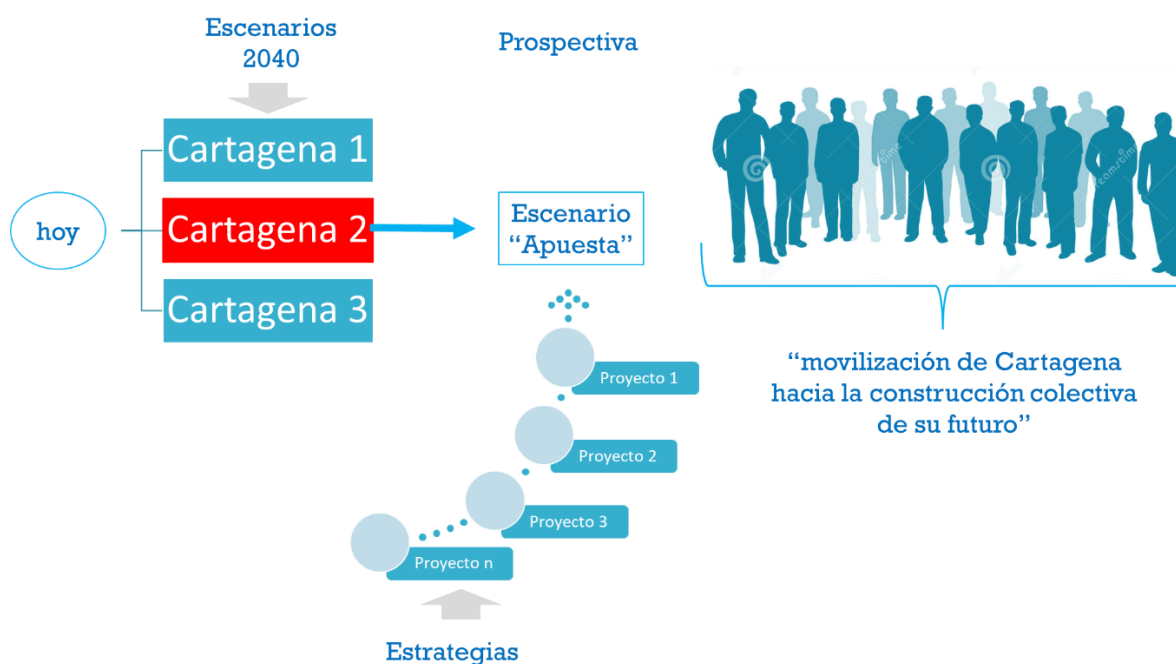 Escenarios
2040
Prospectiva
Cartagena 1
hoy
Cartagena 2
Cartagena 3
Escenario
“Apuesta”
Proyecto 1
Proyecto 2
Proyecto 3
Proyecto n
Estrategias
“movilización de Cartagena
hacia la construcción colectiva
de su futuro”